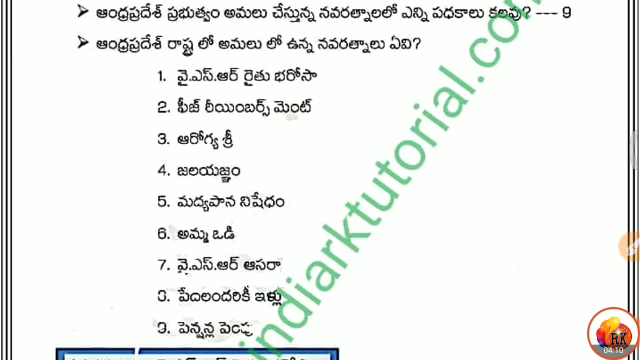 ➤ ఆంధ్రప్రదేశ్ ప్రభుత్వం అమలు చేస్తున్న నవరత్నాలలో ఎన్ని పధకాలు కలవు? --- 9
➤ ఆంధ్రప్రదేశ్ రాష్ట్ర లో అమలు లో ఉన్న నవరత్నాలు ఏవి?
1. వై.ఎస్.ఆర్ రైతు భరోసా
2. ఫీజ్ రీయింబర్స్ మెంట్
3. ఆరోగ్య శ్రీ
4. జలయజ్ఞం
5. మద్యపాన నిషేధం
6. అమ్మ ఒడి
7. వై.ఎస్.ఆర్ ఆసరా
8. పేదలందరికీ ఇళ్లు
9. పెన్షన్ల పెంపు
indiarktutorial.com
RK
04:10